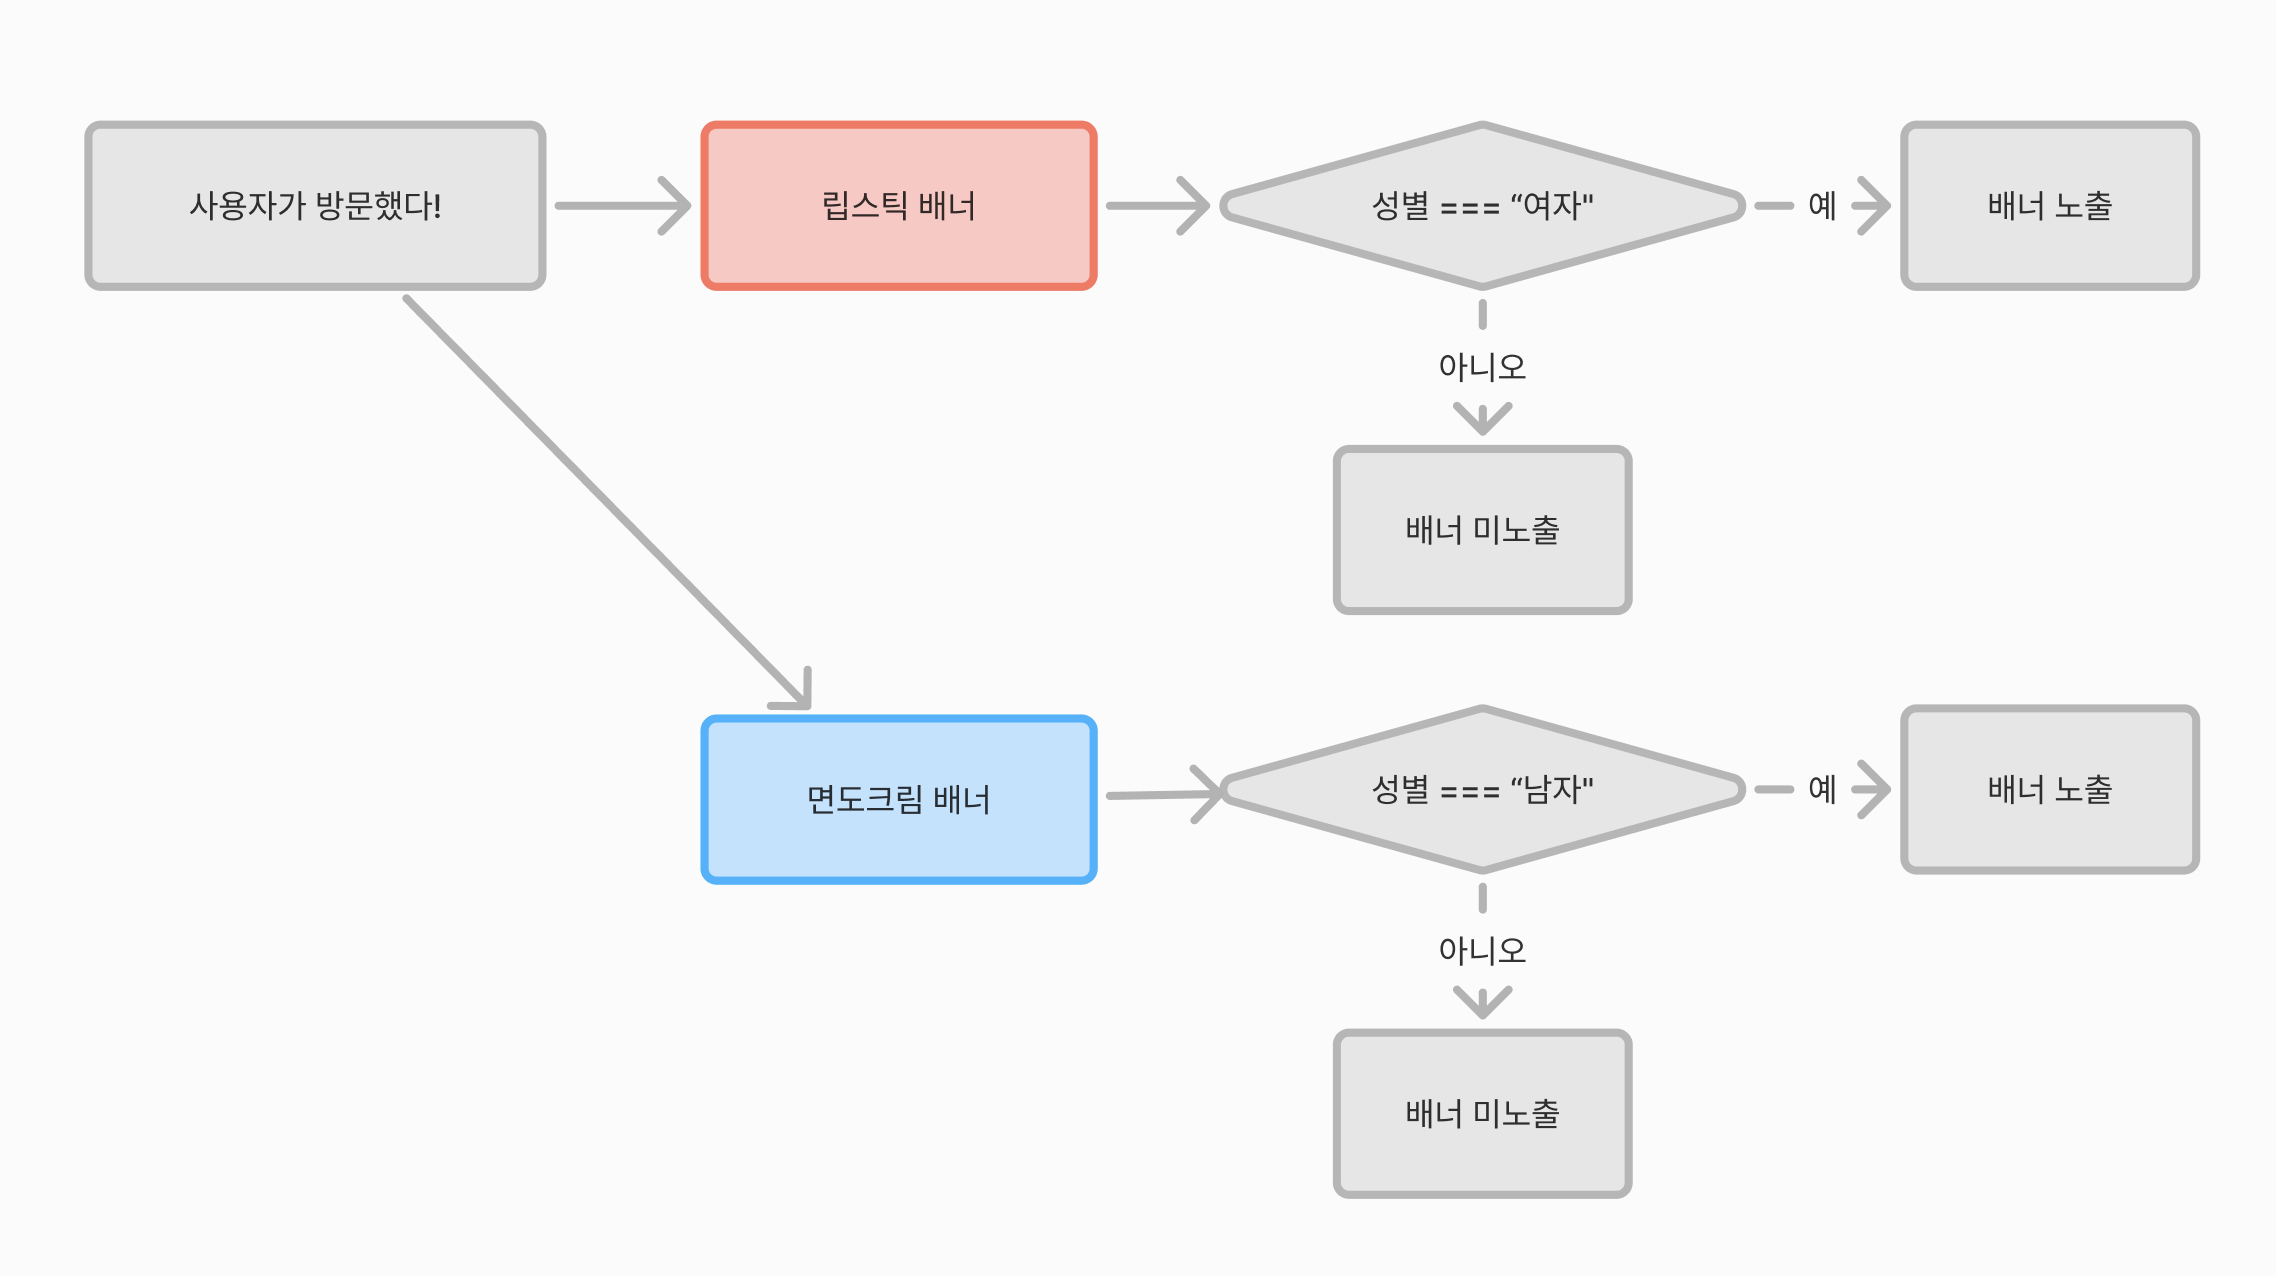 사용자가 방문했다!
립스틱 배너
성별 === “여자"
예
배너 노출
아니오
배너 미노출
면도크림 배너
성별 === “남자"
예
배너 노출
아니오
배너 미노출